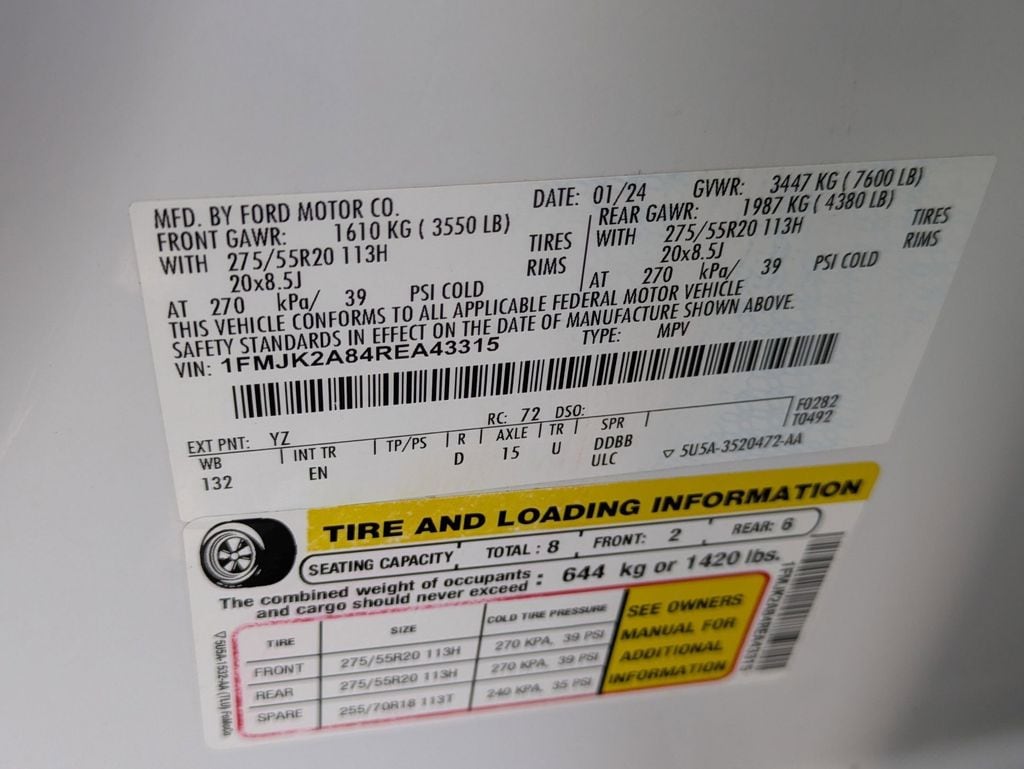 MFD. BY FORD MOTOR CO.
DATE: 01/24 GVWR: 3447 KG ( 7600 LB)
FRONT GAWR: 1610 KG ( 3550 LB)
WITH 275/55R20 113H TIRES
20x8.5J RIMS
AT 270 kPa/ 39 PSI COLD
REAR GAWR: 1987 KG ( 4380 LB)
WITH 275/55R20 113H TIRES
20x8.5J RIMS
AT 270 kPa/ 39 PSI COLD
THIS VEHICLE CONFORMS TO ALL APPLICABLE FEDERAL MOTOR VEHICLE
SAFETY STANDARDS IN EFFECT ON THE DATE OF MANUFACTURE SHOWN ABOVE.
VIN: 1FMJK2A84REA43315 TYPE: MPV
F0282
T0492
EXT PNT: YZ RC: 72 DSO:
WB INT TR TP/PS R AXLE TR SPR
132 EN D 15 U DDBB
ULC
▽ 5U5A-3520472-AA
TIRE AND LOADING INFORMATION
SEATING CAPACITY TOTAL : 8 FRONT: 2 REAR: 6
The combined weight of occupants
and cargo should never exceed : 644 kg or 1420 lbs.
TIRE SIZE COLD TIRE PRESSURE
FRONT 275/55R20 113H 270 KPA, 39 PSI
REAR 275/55R20 113H 270 KPA, 39 PSI
SPARE 255/70R18 113T 240 KPA, 35 PSI
SEE OWNERS
MANUAL FOR
ADDITIONAL
INFORMATION
1FMJK2A84REA43315